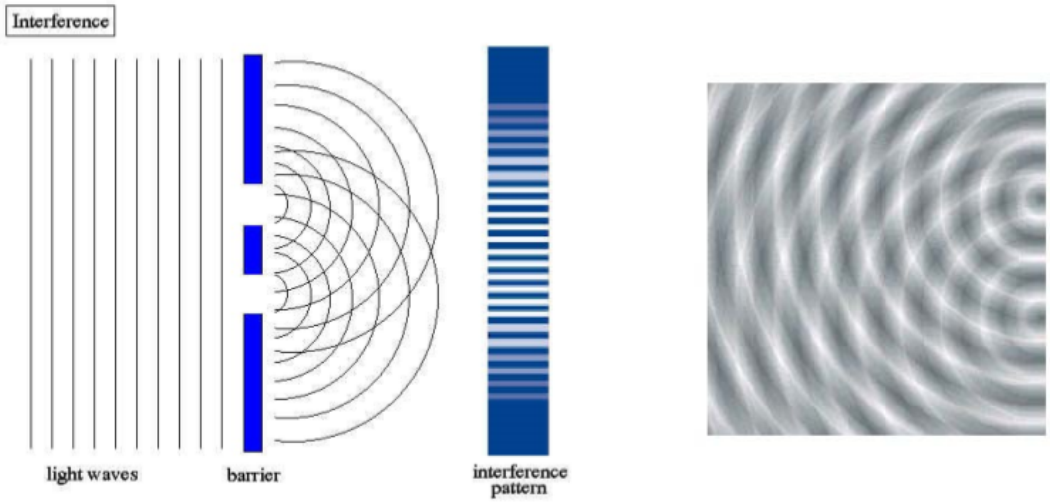 Interference
light waves
barrier
interference
pattern